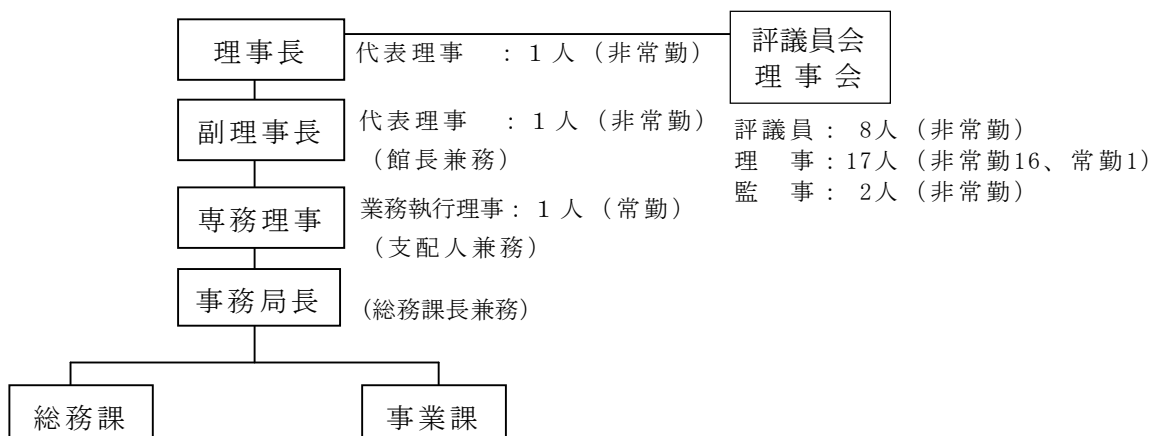 理事長
代表理事 : 1人（非常勤）
評議員会
理事会
副理事長
代表理事 : 1人（非常勤）
（館長兼務）
評議員： 8人（非常勤）
理 事：17人（非常勤16、常勤1）
監 事： 2人（非常勤）
専務理事
業務執行理事：1人（常勤）
（支配人兼務）
事務局長
（総務課長兼務）
総務課
事業課